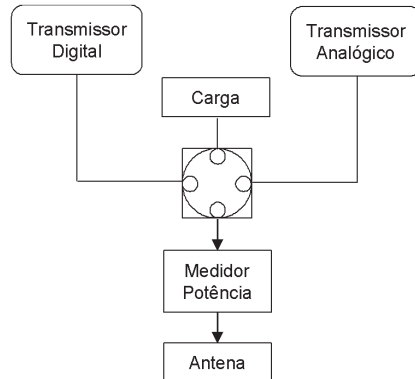 Transmissor
Digital
Transmissor
Analógico
Carga
Medidor
Potência
Antena